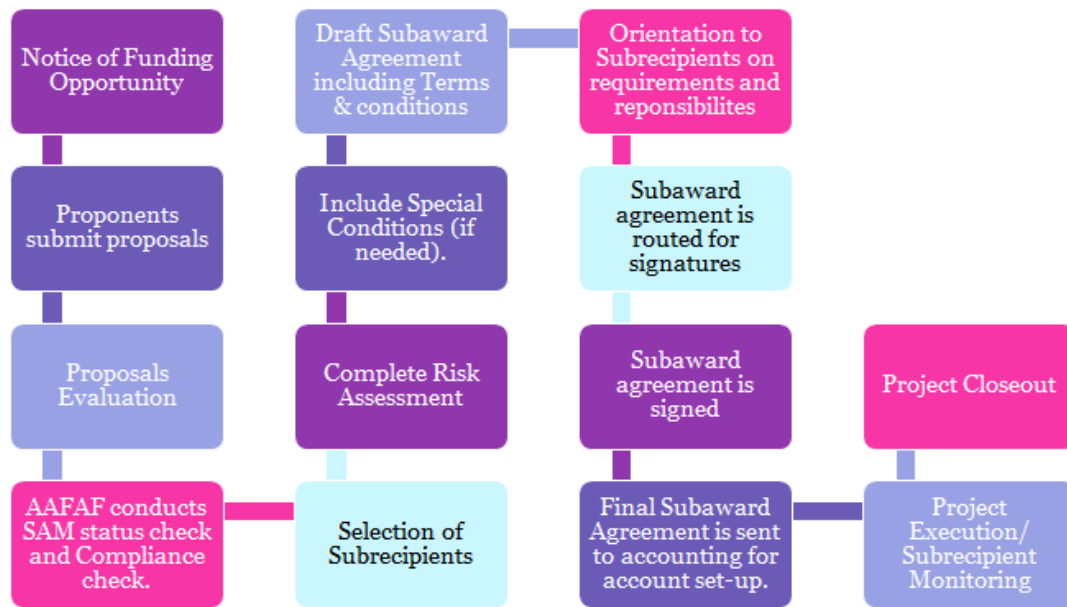 Notice of Funding
Opportunity
Proponents
submit proposals
Proposals
Evaluation
AAFAF conducts
SAM status check
and Compliance
check.
Selection of
Subrecipients
Complete Risk
Assessment
Include Special
Conditions (if
needed).
Draft Subaward
Agreement
including Terms
& conditions
Orientation to
Subrecipients on
requirements and
reponsibilites
Subaward
agreement is
routed for
signatures
Subaward
agreement is
signed
Final Subaward
Agreement is sent
to accounting for
account set-up.
Project
Execution/
Subrecipient
Monitoring
Project Closeout